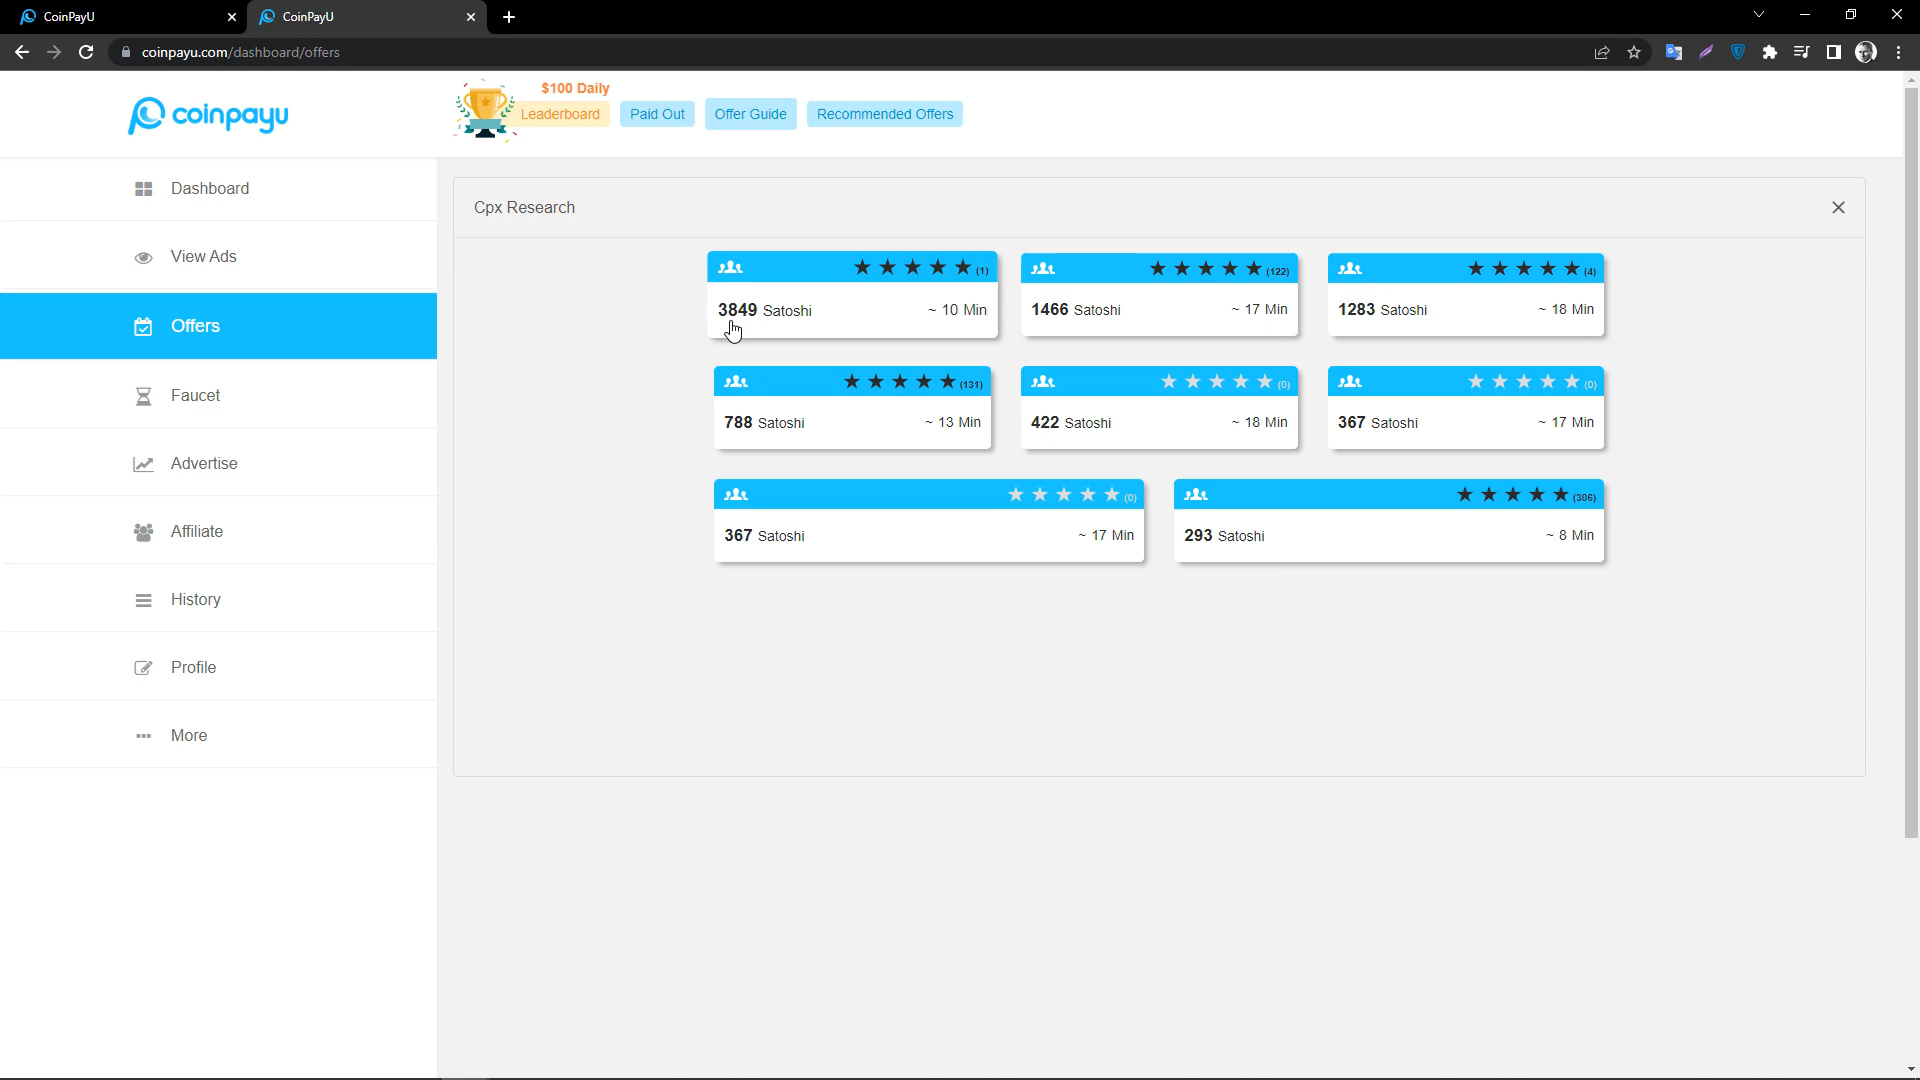 CoinPayU
CoinPayU
coinpayu.com/dashboard/offers
coinpayu
$100 Daily
Leaderboard
Paid Out
Offer Guide
Recommended Offers
Dashboard
View Ads
Offers
Faucet
Advertise
Affiliate
History
Profile
More
Cpx Research
(1)
3849 Satoshi ~ 10 Min
(122)
1466 Satoshi ~ 17 Min
(4)
1283 Satoshi ~ 18 Min
(131)
788 Satoshi ~ 13 Min
(0)
422 Satoshi ~ 18 Min
(0)
367 Satoshi ~ 17 Min
(0)
367 Satoshi ~ 17 Min
(306)
293 Satoshi ~ 8 Min